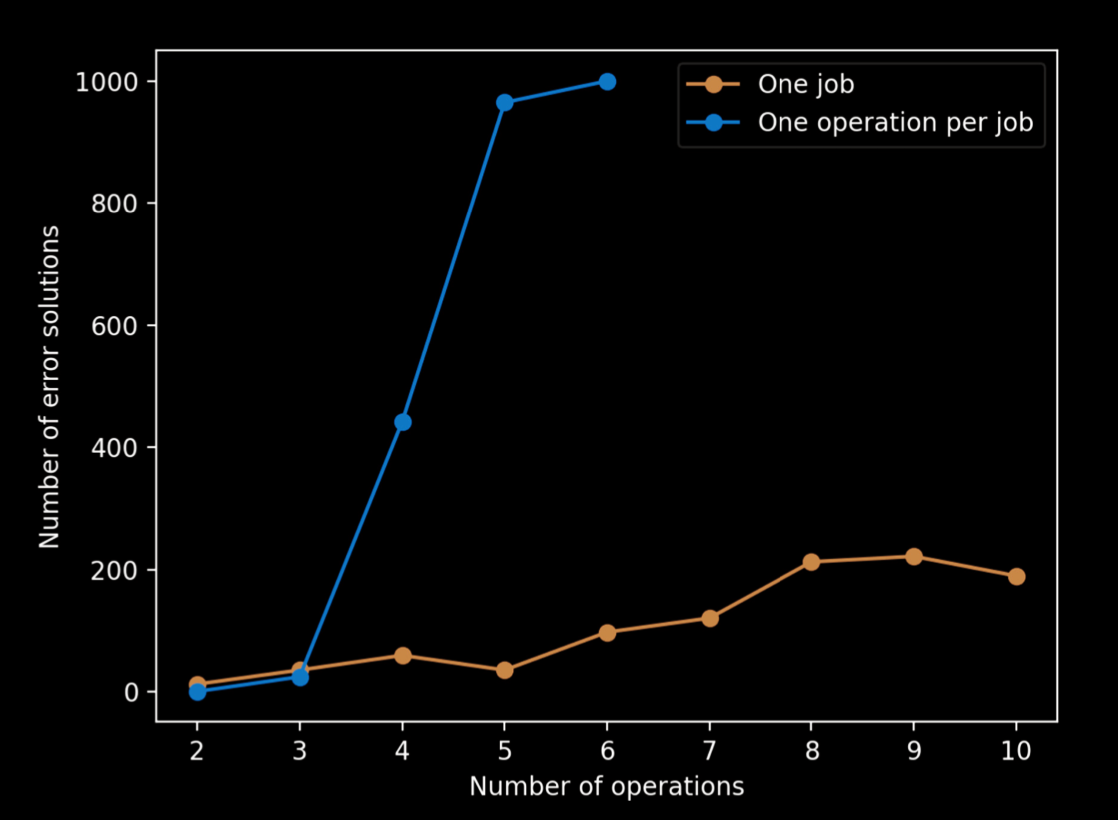 One job
One operation per job
1000
800
600
400
200
0
Number of error solutions
2 3 4 5 6 7 8 9 10
Number of operations